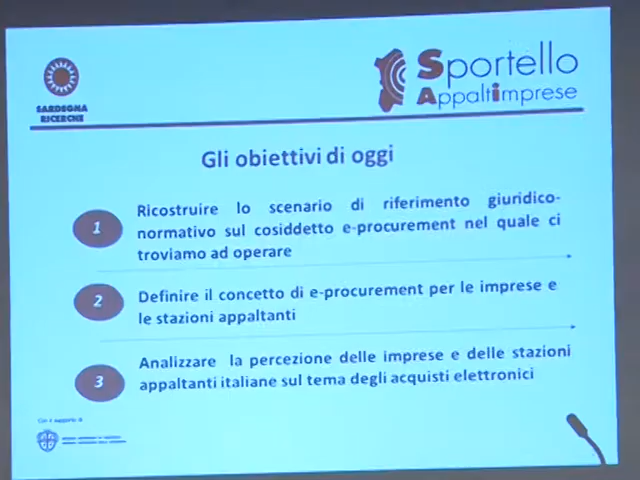 SARDEGNA
RICERCHE
Sportello
Appaltimprese
Gli obiettivi di oggi
1
Ricostruire lo scenario di riferimento giuridico-
normativo sul cosiddetto e-procurement nel quale ci
troviamo ad operare
2
Definire il concetto di e-procurement per le imprese e
le stazioni appaltanti
3
Analizzare la percezione delle imprese e delle stazioni
appaltanti italiane sul tema degli acquisti elettronici
Con il supporto di